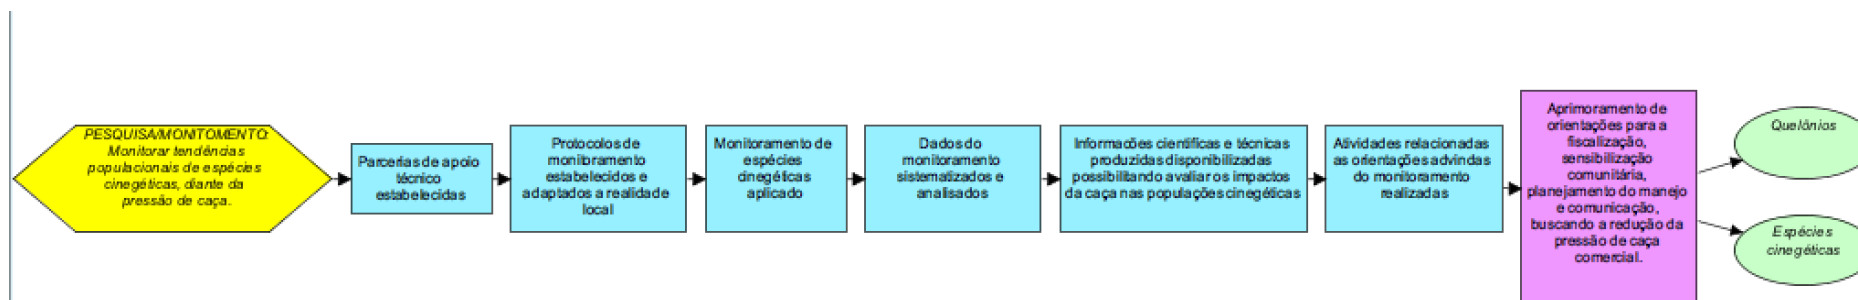 PESQUISA/MONITOMENTO:
Monitorar tendências
populacionais de espécies
cinegéticas, diante da
pressão de caça.
Parcerias de apoio
técnico
estabelecidas
Protocolos de
monitoramento
estabelecidos e
adaptados a realidade
local
Monitoramento de
espécies
cinegéticas
aplicado
Dados do
monitoramento
sistematizados e
analisados
Informações científicas e técnicas
produzidas disponibilizadas
possibilitando avaliar os impactos
da caça nas populações cinegéticas
Atividades relacionadas
as orientações advindas
do monitoramento
realizadas
Aprimoramento de
orientações para a
fiscalização,
sensibilização
comunitária,
planejamento do manejo
e comunicação,
buscando a redução da
pressão de caça
comercial.
Quelônios
Espécies
cinegéticas